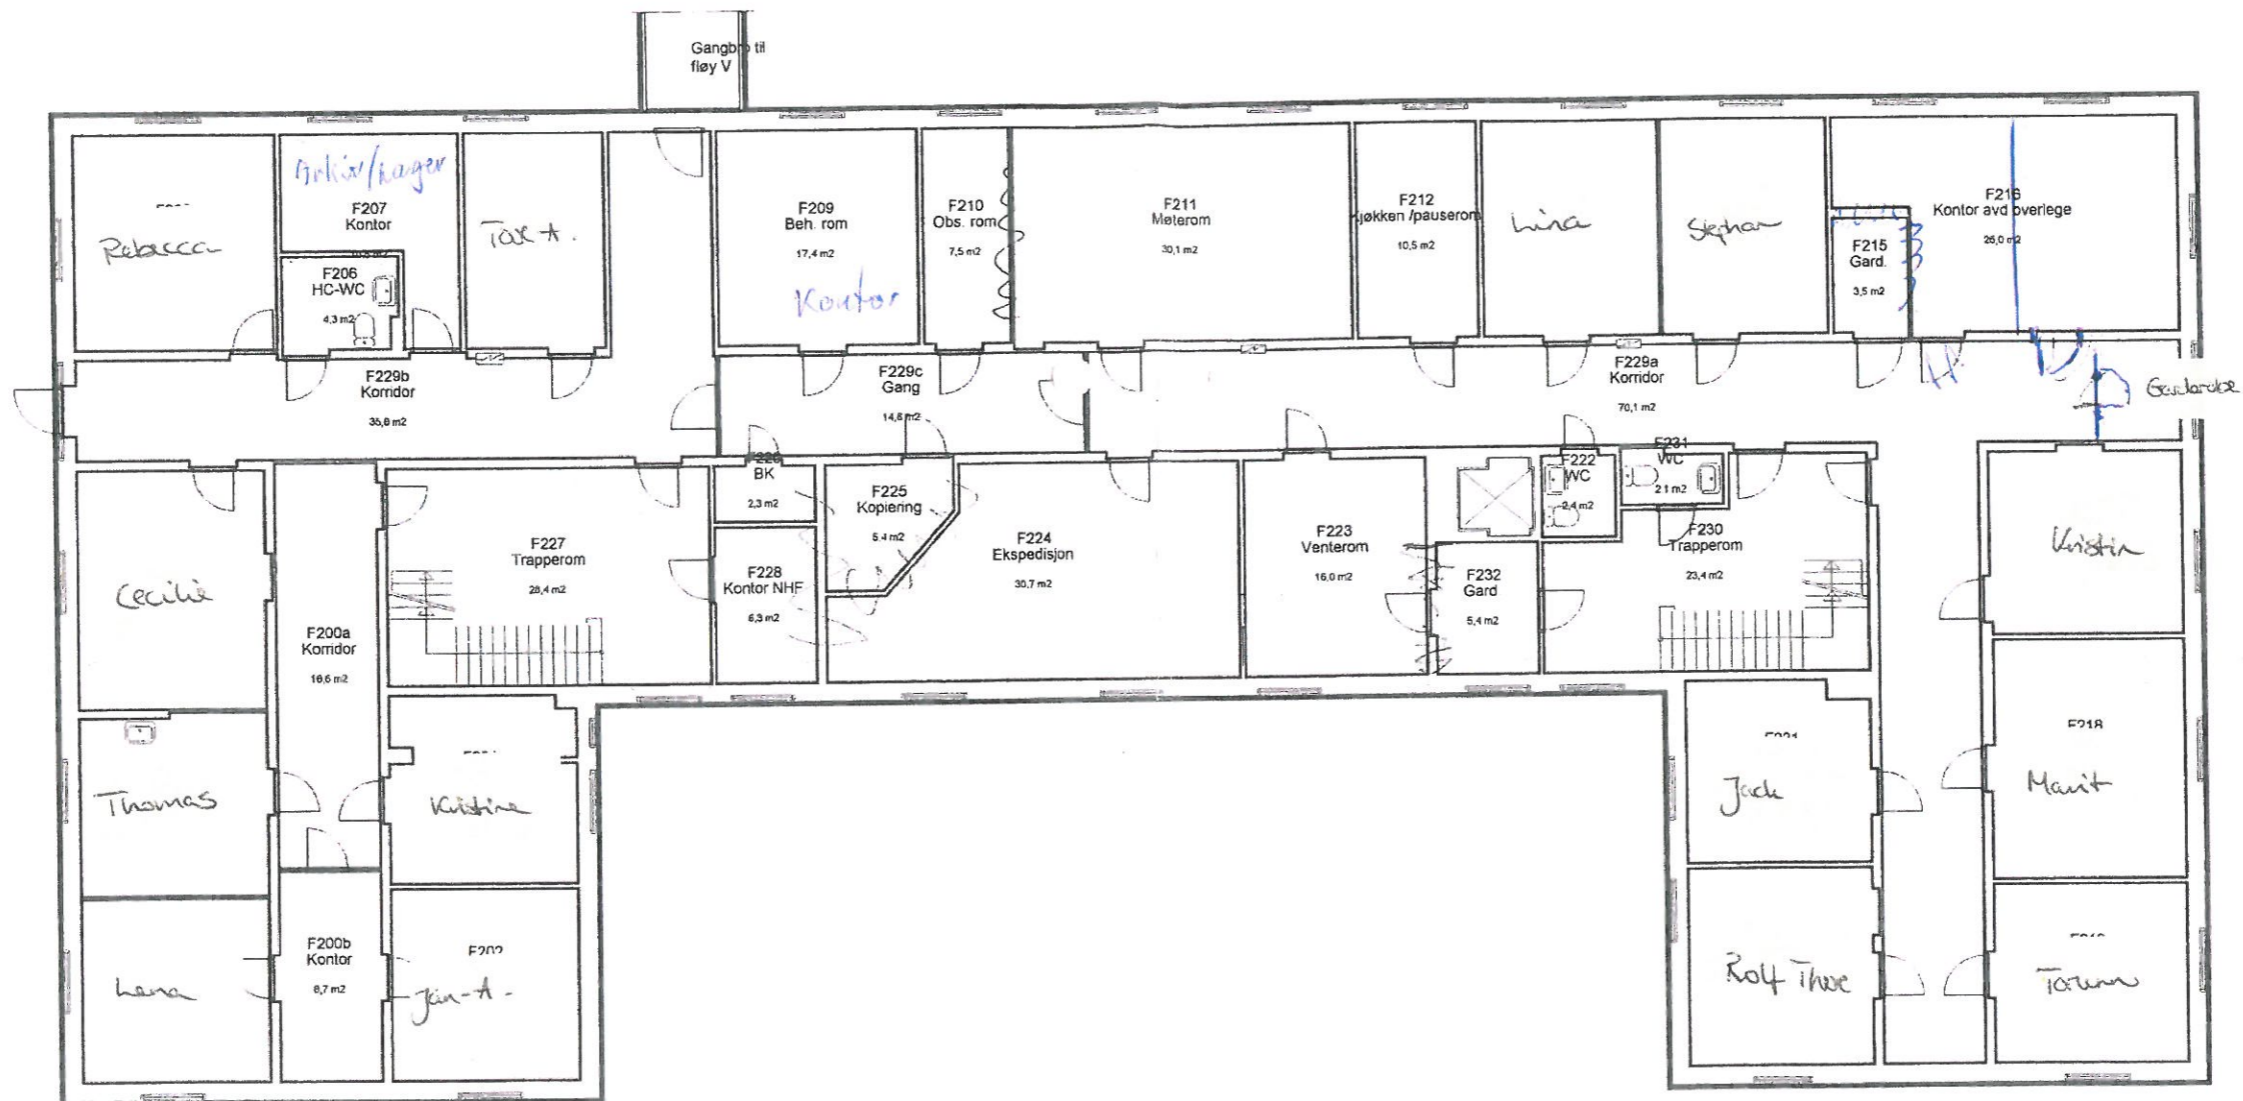 Gangbro til
fløy V
Rebecca
Arkiv/Lager
F207
Kontor
F206
HC-WC
4,3 m2
Tove A.
F209
Beh. rom
17,4 m2
Kontor
F210
Obs. rom
7,5 m2
F211
Møterom
30,1 m2
F212
jøkken /pauserom
10,5 m2
Lina
Stephan
F215
Gard.
3,5 m2
F216
Kontor avd overlege
26,0 m2
F229b
Korridor
35,8 m2
F229c
Gang
14,6 m2
F229a
Korridor
70,1 m2
Garderobe
Cecilie
F200a
Korridor
16,6 m2
F227
Trapperom
28,4 m2
BK
2,3 m2
F228
Kontor NHF
6,3 m2
F225
Kopiering
5,4 m2
F224
Ekspedisjon
30,7 m2
F223
Venterom
16,0 m2
F232
Gard
5,4 m2
F222
WC
2,4 m2
F231
WC
2,1 m2
F230
Trapperom
23,4 m2
Kristin
Thomas
Kristine
Jack
F218
Marit
Lena
F200b
Kontor
8,7 m2
F202
Jan-A.
Rolf Thore
Torunn